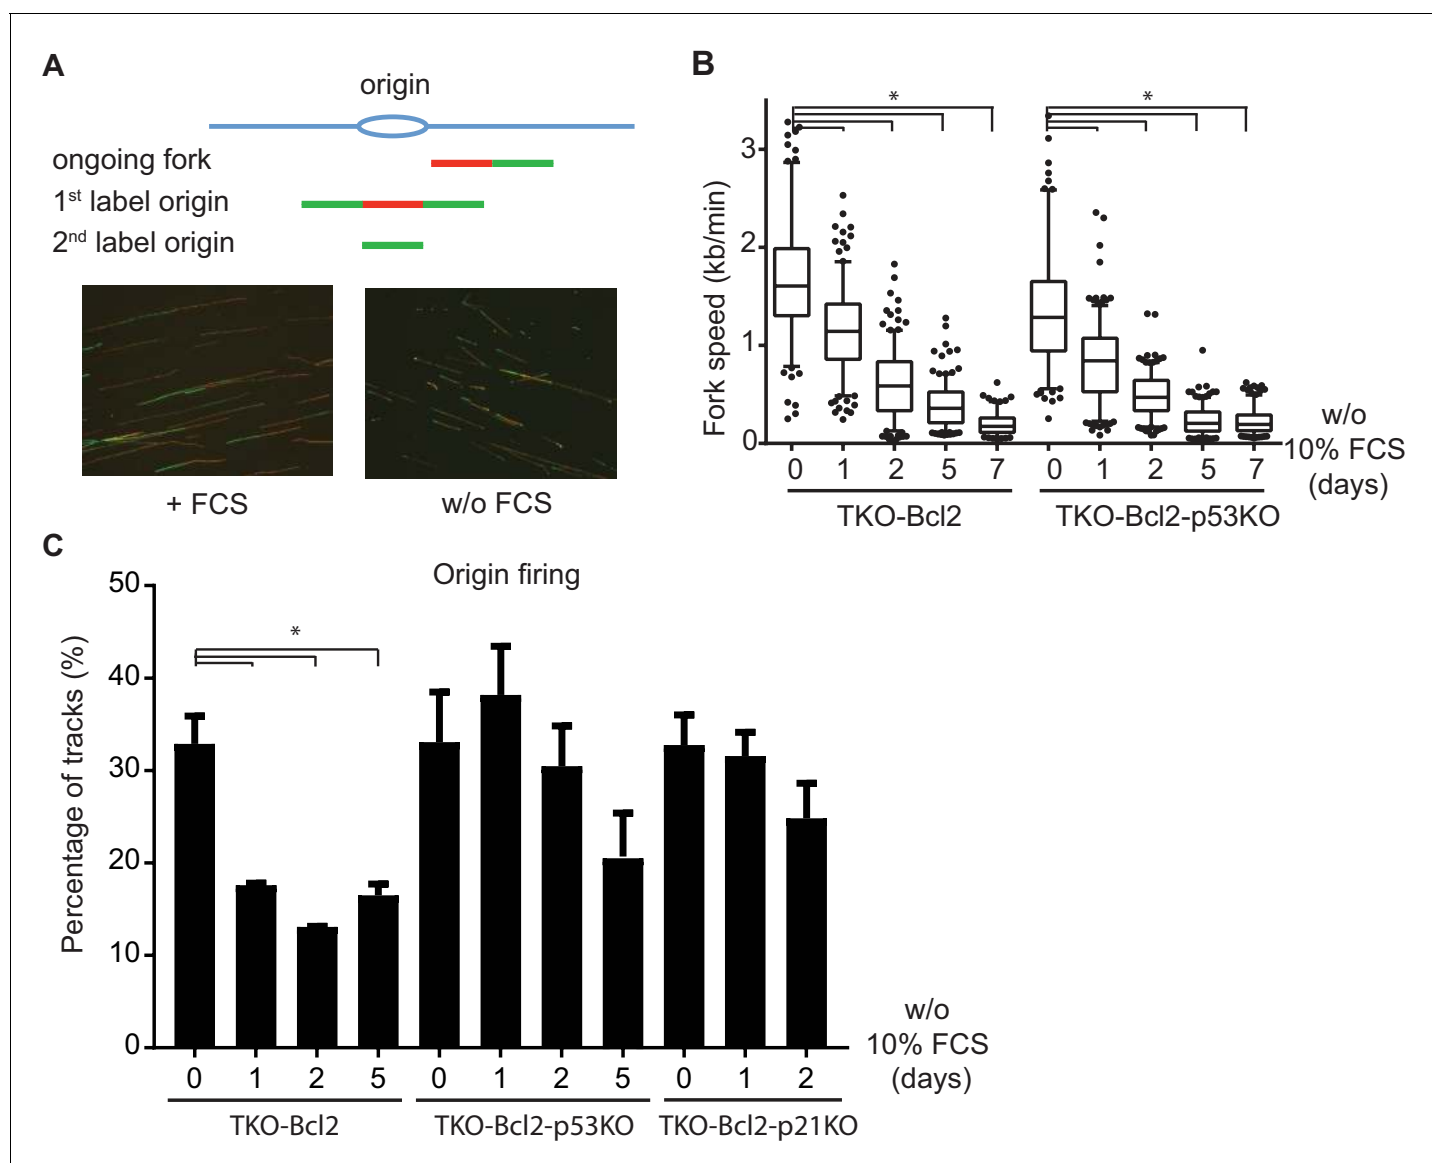 A
origin
ongoing fork
1st label origin
2nd label origin
+ FCS
w/o FCS
B
*
*
Fork speed (kb/min)
3
2
1
0
0 1 2 5 7 0 1 2 5 7
w/o
10% FCS
(days)
TKO-Bcl2 TKO-Bcl2-p53KO
C
Origin firing
*
Percentage of tracks (%)
50
40
30
20
10
0
0 1 2 5 0 1 2 5 0 1 2
w/o
10% FCS
(days)
TKO-Bcl2 TKO-Bcl2-p53KO TKO-Bcl2-p21KO